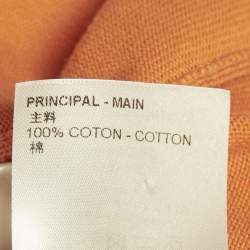 PRINCIPAL - MAIN
主料
100% COTON - COTTON
棉